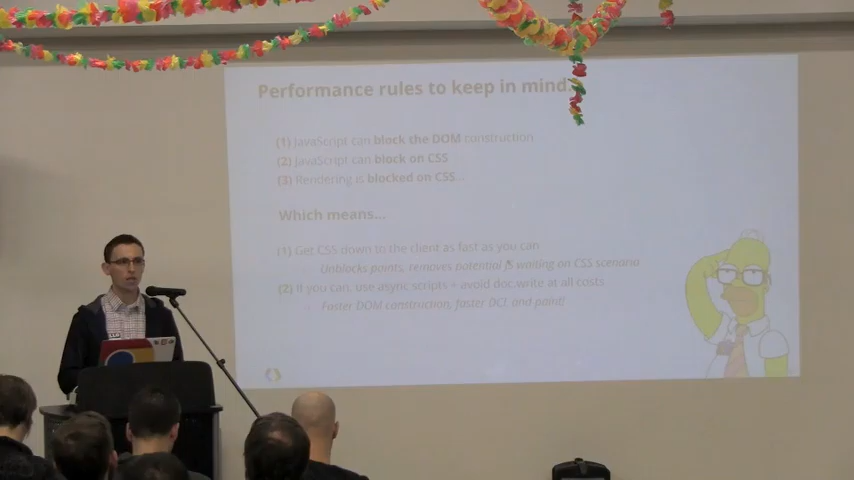 Performance rules to keep in mind
(1) JavaScript can block the DOM construction
(2) JavaScript can block on CSS
(3) Rendering is blocked on CSS...
Which means...
(1) Get CSS down to the client as fast as you can
Unblocks paints, removes potential JS waiting on CSS scenario
(2) If you can, use async scripts + avoid doc.write at all costs
Faster DOM construction, faster DCL and paint!